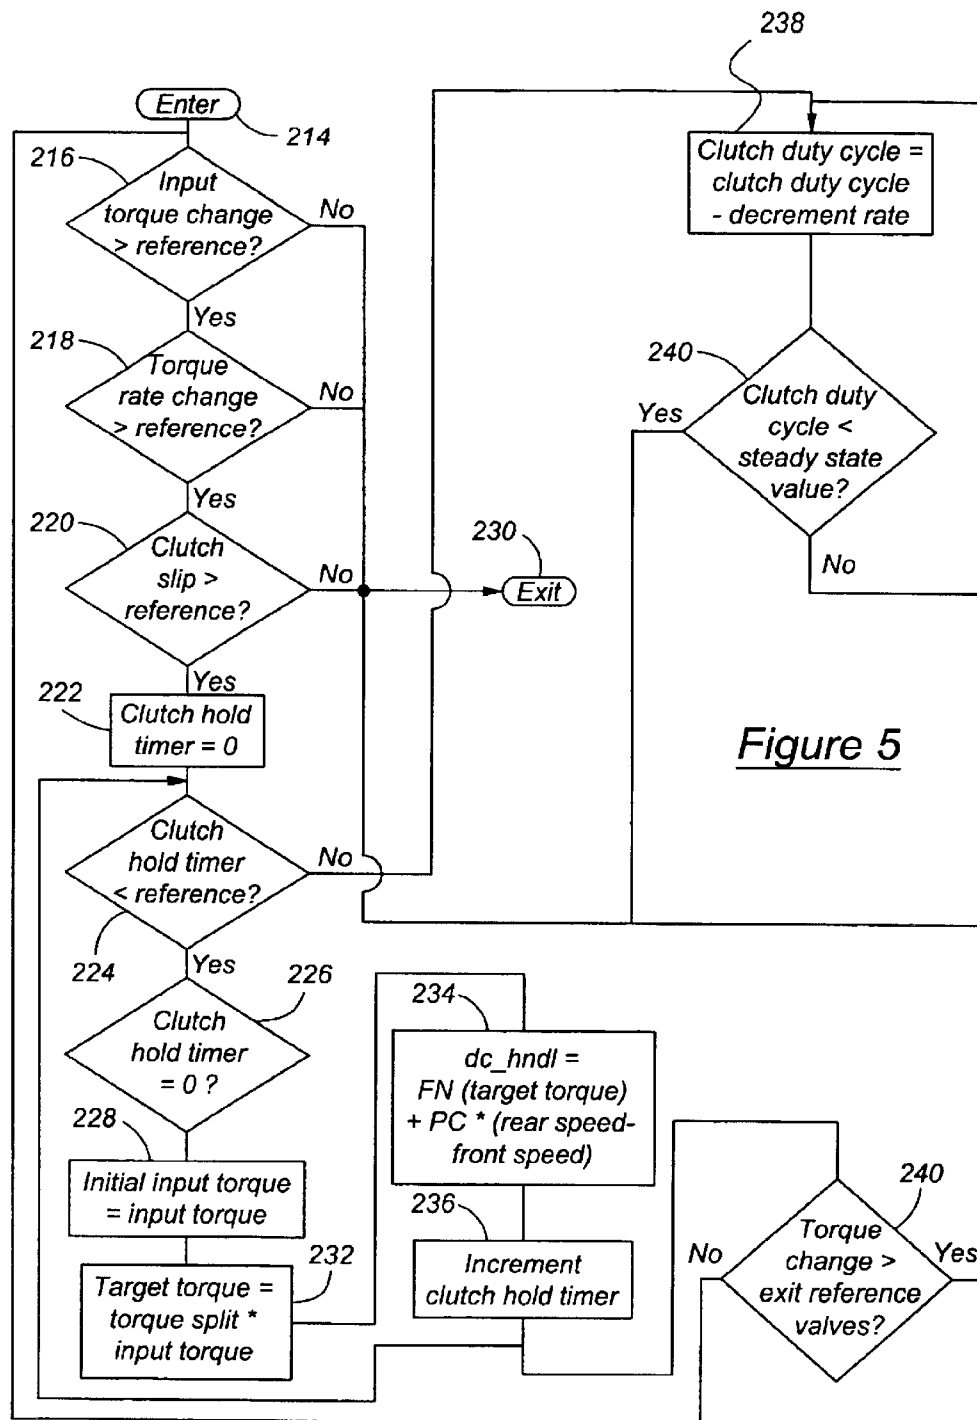 238
Enter
214
216
Input
torque change
> reference?
No
Yes
218
Torque
rate change
> reference?
No
Yes
220
Clutch
slip >
reference?
No
Yes
230
Exit
222
Clutch hold
timer = 0
Clutch
hold timer
< reference?
No
224
Yes
226
Clutch
hold timer
= 0 ?
228
Initial input torque
= input torque
232
Target torque =
torque split *
input torque
234
dc_hndl =
FN (target torque)
+ PC * (rear speed-
front speed)
236
Increment
clutch hold timer
240
Torque
change >
exit reference
valves?
No
Yes
Clutch duty cycle =
clutch duty cycle
- decrement rate
240
Clutch duty
cycle <
steady state
value?
Yes
No
Figure 5